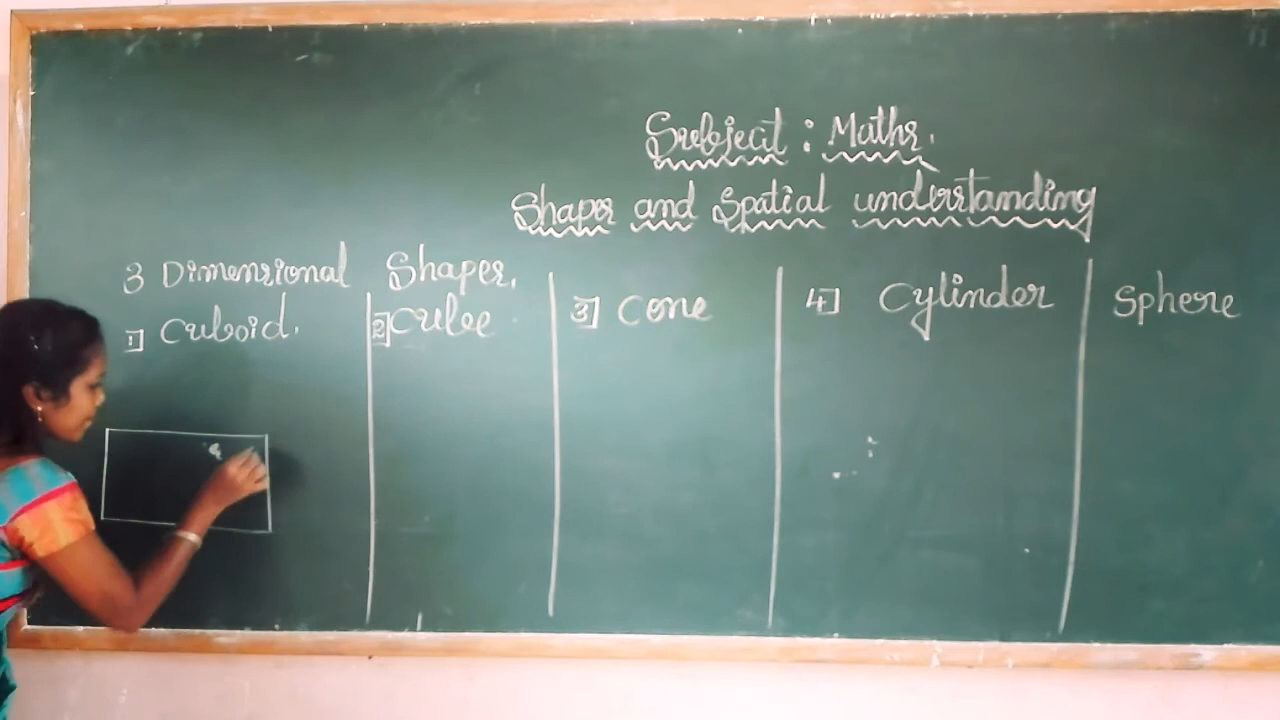 Subject : Maths.
Shapes and Spatial understanding
3 Dimensional Shapes.
1 Cuboid.
2 Cube
3 Cone
4 Cylinder
Sphere